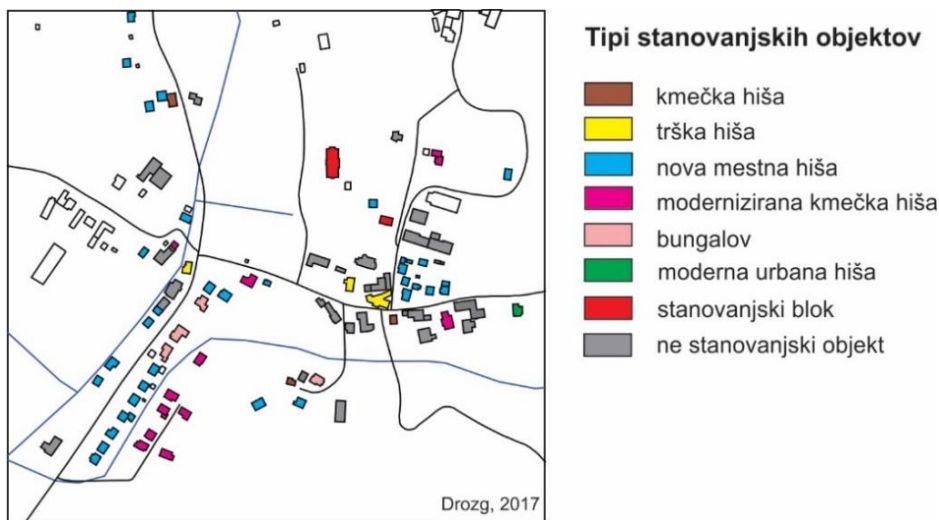 Tipi stanovanjskih objektov
kmečka hiša
trška hiša
nova mestna hiša
modernizirana kmečka hiša
bungalov
moderna urbana hiša
stanovanjski blok
ne stanovanjski objekt
Drozg, 2017